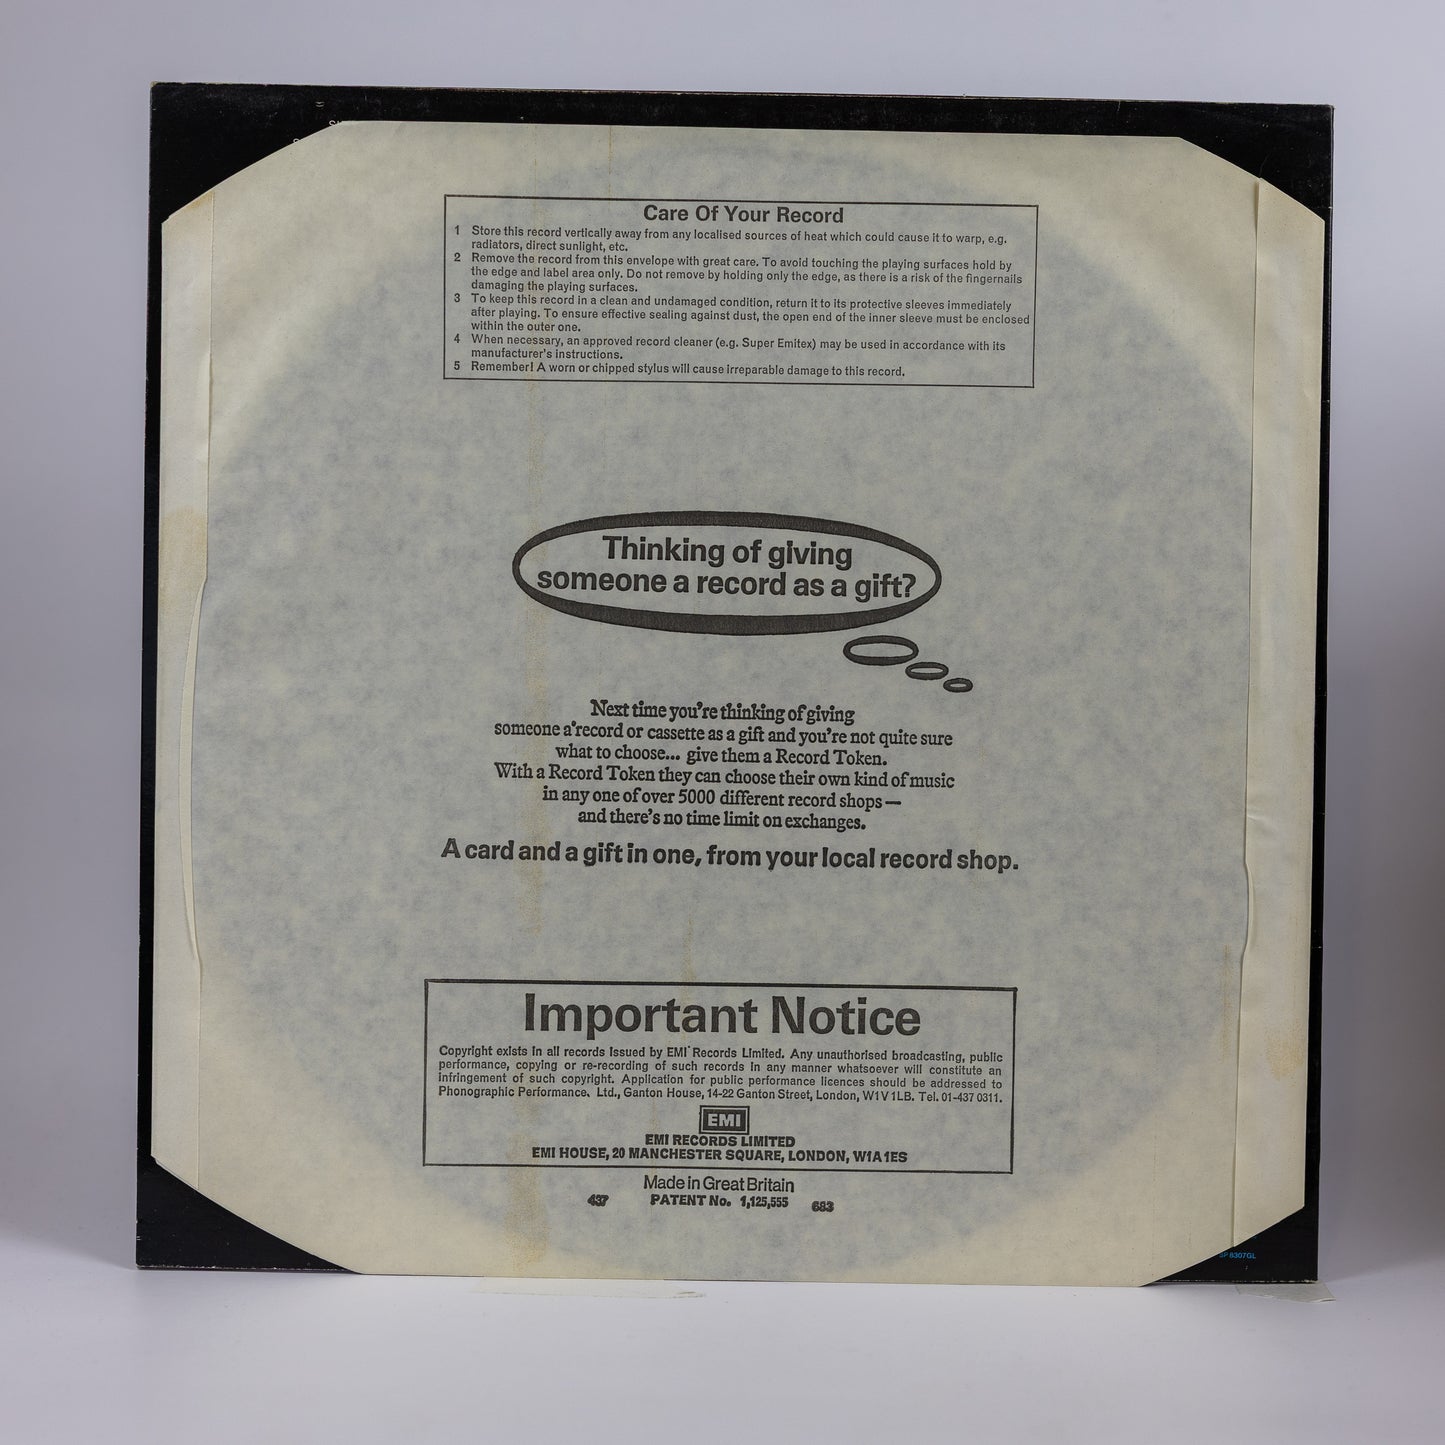 Care Of Your Record
1 Store this record vertically away from any localised sources of heat which could cause it to warp, e.g.
radiators, direct sunlight, etc.
2 Remove the record from this envelope with great care. To avoid touching the playing surfaces hold by
the edge and label area only. Do not remove by holding only the edge, as there is a risk of the fingernails
damaging the playing surfaces.
3 To keep this record in a clean and undamaged condition, return it to its protective sleeves immediately
after playing. To ensure effective sealing against dust, the open end of the inner sleeve must be enclosed
within the outer one.
4 When necessary, an approved record cleaner (e.g. Super Emitex) may be used in accordance with its
manufacturer's instructions.
5 Remember! A worn or chipped stylus will cause irreparable damage to this record.
Thinking of giving
someone a record as a gift?
Next time you're thinking of giving
someone a record or cassette as a gift and you're not quite sure
what to choose... give them a Record Token.
With a Record Token they can choose their own kind of music
in any one of over 5000 different record shops —
and there's no time limit on exchanges.
A card and a gift in one, from your local record shop.
Important Notice
Copyright exists in all records issued by EMI Records Limited. Any unauthorised broadcasting, public
performance, copying or re-recording of such records in any manner whatsoever will constitute an
infringement of such copyright. Application for public performance licences should be addressed to
Phonographic Performance, Ltd., Ganton House, 14-22 Ganton Street, London, W1V 1LB. Tel. 01-437 0311.
EMI
EMI RECORDS LIMITED
EMI HOUSE, 20 MANCHESTER SQUARE, LONDON, W1A 1ES
Made in Great Britain
437 PATENT No. 1,125,555 683
SP 8307GL